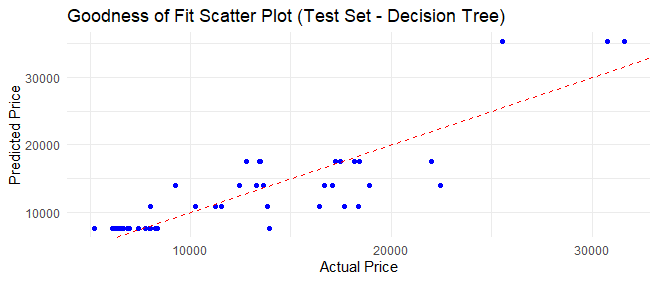 Goodness of Fit Scatter Plot (Test Set - Decision Tree)
Predicted Price
30000
20000
10000
10000 20000 30000
Actual Price